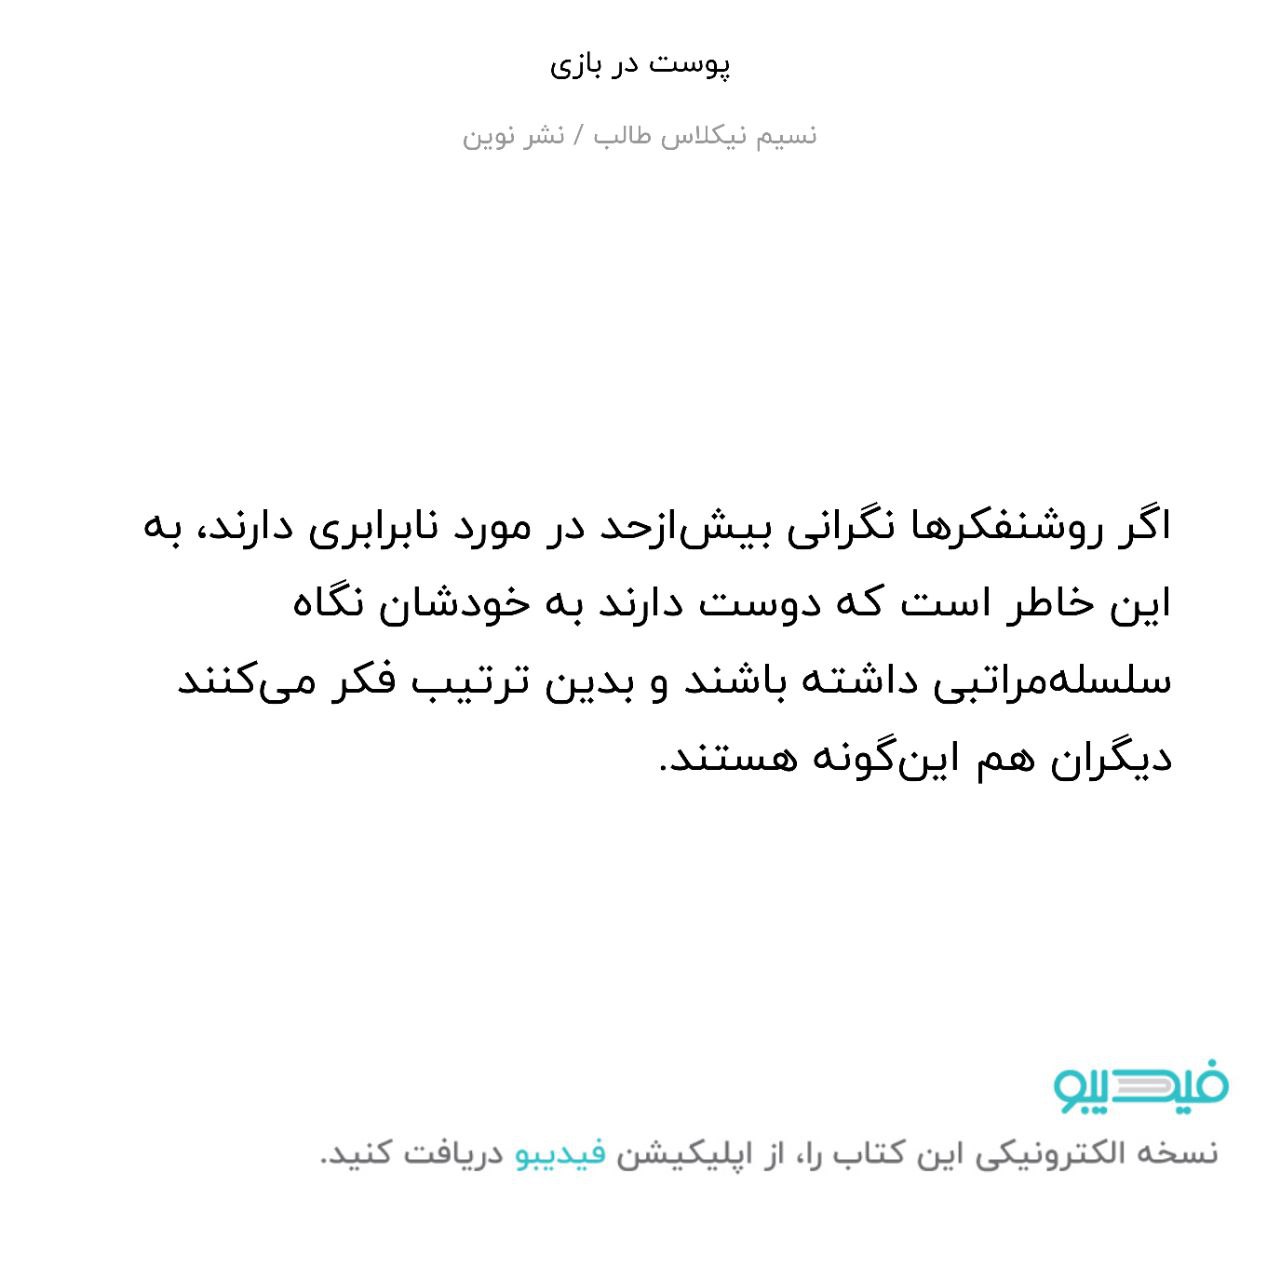 پوست در بازی
نسیم نیکلاس طالب / نشر نوین
اگر روشنفکرها نگرانی بیش‌ازحد در مورد نابرابری دارند، به
این خاطر است که دوست دارند به خودشان نگاه
سلسله‌مراتبی داشته باشند و بدین ترتیب فکر می‌کنند
دیگران هم این‌گونه هستند.
فیدیبو
نسخه الکترونیکی این کتاب را، از اپلیکیشن فیدیبو دریافت کنید.